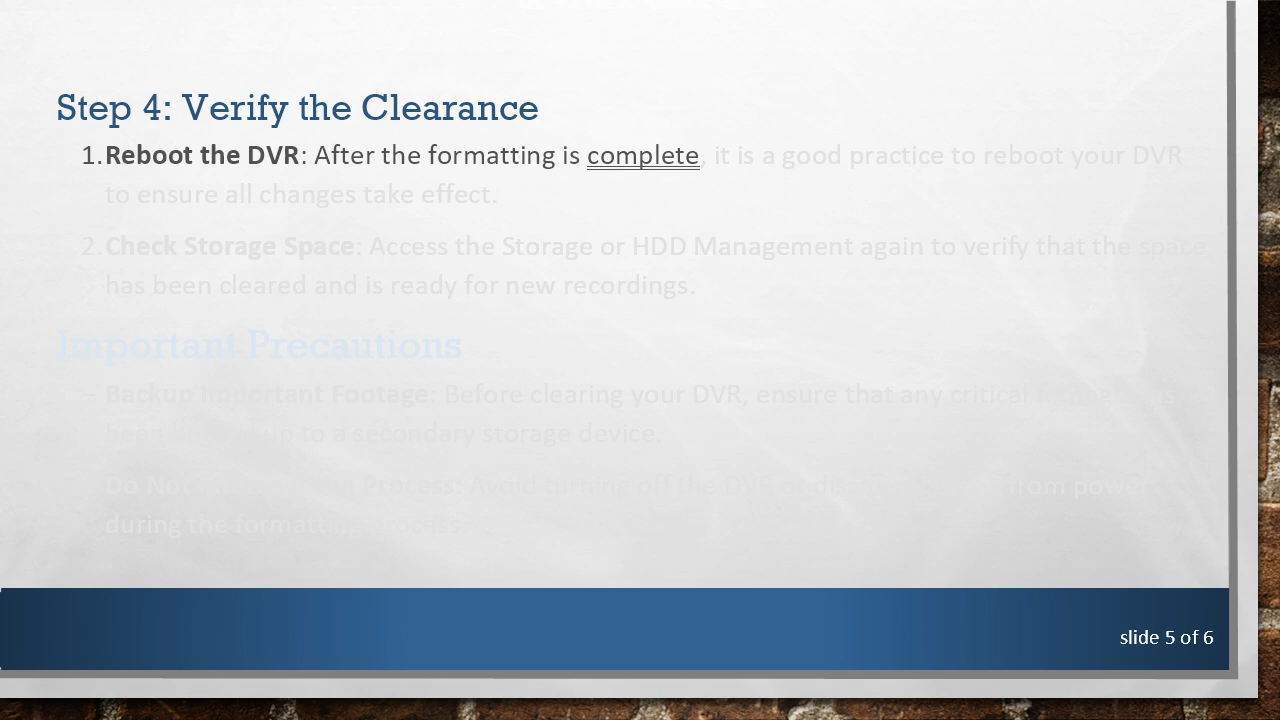 Step 4: Verify the Clearance
1. Reboot the DVR: After the formatting is complete, it is a good practice to reboot your DVR
to ensure all changes take effect.
2. Check Storage Space: Access the Storage or HDD Management again to verify that the space
has been cleared and is ready for new recordings.
Important Precautions
– Backup Important Footage: Before clearing your DVR, ensure that any critical
been to a secondary storage device.
Do Not Process: Avoid turning off the DVR or from power
during the formatting
slide 5 of 6